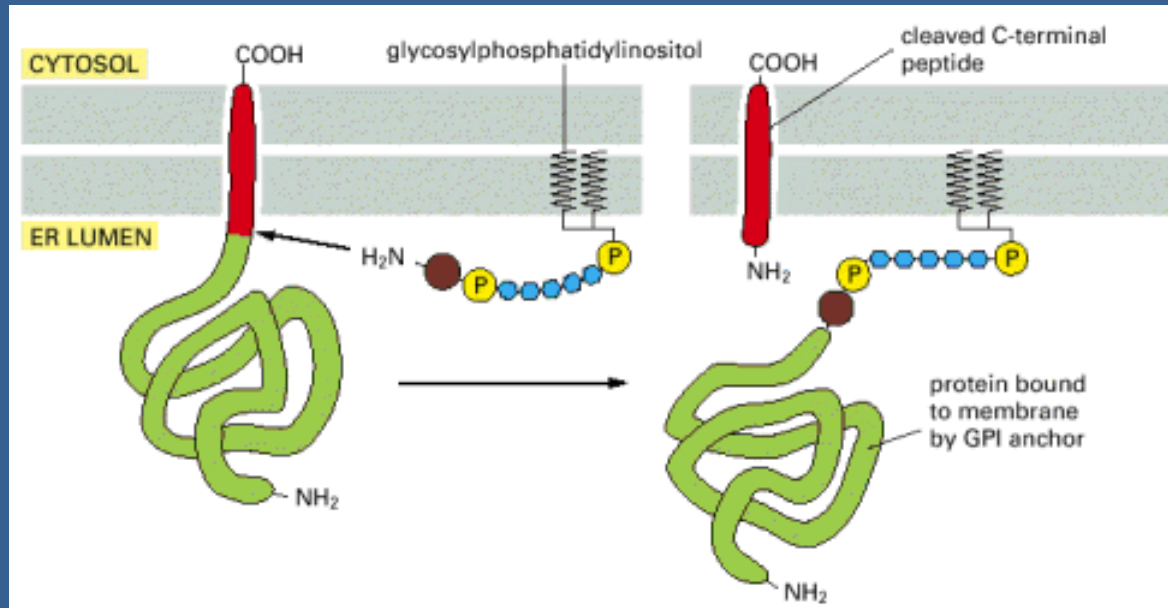 CYTOSOL
COOH
glycosylphosphatidylinositol
COOH
cleaved C-terminal
peptide
ER LUMEN
H₂N
P
P
NH₂
P
P
NH₂
protein bound
to membrane
by GPI anchor
NH₂